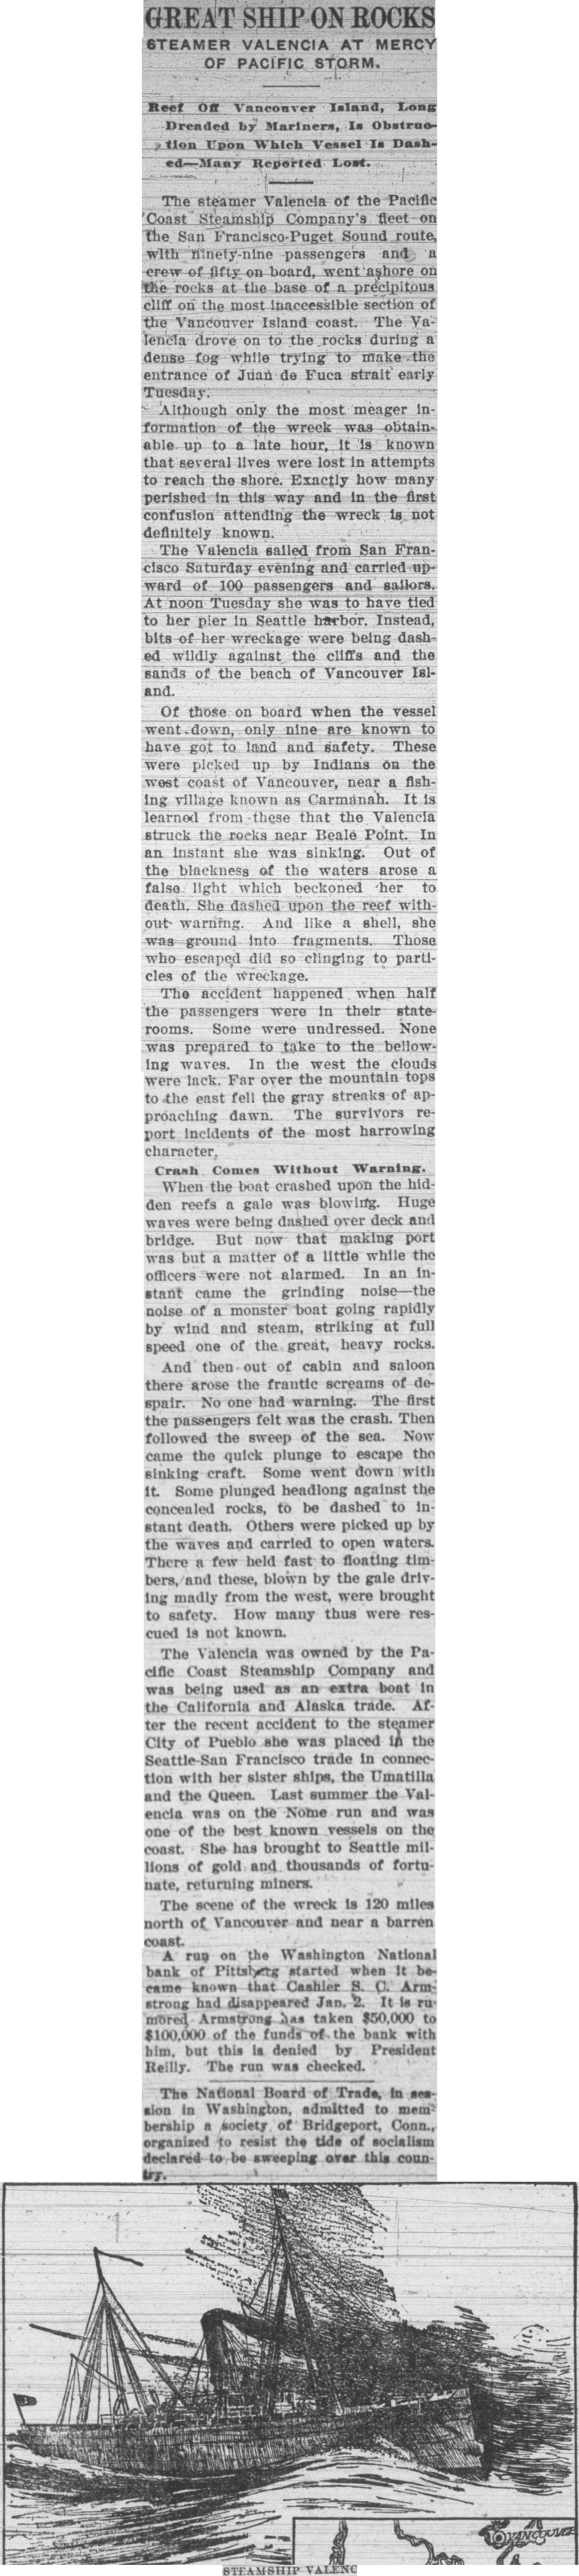 GREAT SHIP ON ROCKS
STEAMER VALENCIA AT MERCY
OF PACIFIC STORM.
Reef Off Vancouver Island, Long
Dreaded by Mariners, Is Obstruc-
tion Upon Which Vessel Is Dash-
ed—Many Reported Lost.
The steamer Valencia of the Pacific
Coast Steamship Company's fleet on
the San Francisco-Puget Sound route,
with ninety-nine passengers and a
crew of fifty on board, went ashore on
the rocks at the base of a precipitous
cliff on the most inaccessible section of
the Vancouver Island coast. The Va-
lencia drove on to the rocks during a
dense fog while trying to make the
entrance of Juan de Fuca strait early
Tuesday.
Although only the most meager in-
formation of the wreck was obtain-
able up to a late hour, it is known
that several lives were lost in attempts
to reach the shore. Exactly how many
perished in this way and in the first
confusion attending the wreck is not
definitely known.
The Valencia sailed from San Fran-
cisco Saturday evening and carried up-
ward of 100 passengers and sailors.
At noon Tuesday she was to have tied
to her pier in Seattle harbor. Instead,
bits of her wreckage were being dash-
ed wildly against the cliffs and the
sands of the beach of Vancouver Isl-
and.
Of those on board when the vessel
went down, only nine are known to
have got to land and safety. These
were picked up by Indians on the
west coast of Vancouver, near a fish-
ing village known as Carmanah. It is
learned from these that the Valencia
struck the rocks near Beale Point. In
an instant she was sinking. Out of
the blackness of the waters arose a
false light which beckoned her to
death. She dashed upon the reef with-
out warning. And like a shell, she
was ground into fragments. Those
who escaped did so clinging to parti-
cles of the wreckage.
The accident happened when half
the passengers were in their state-
rooms. Some were undressed. None
was prepared to take to the bellow-
ing waves. In the west the clouds
were lack. Far over the mountain tops
to the east fell the gray streaks of ap-
proaching dawn. The survivors re-
port incidents of the most harrowing
character.
Crash Comes Without Warning.
When the boat crashed upon the hid-
den reefs a gale was blowing. Huge
waves were being dashed over deck and
bridge. But now that making port
was but a matter of a little while the
officers were not alarmed. In an in-
stant came the grinding noise—the
noise of a monster boat going rapidly
by wind and steam, striking at full
speed one of the great, heavy rocks.
And then out of cabin and saloon
there arose the frantic screams of de-
spair. No one had warning. The first
the passengers felt was the crash. Then
followed the sweep of the sea. Now
came the quick plunge to escape the
sinking craft. Some went down with
it. Some plunged headlong against the
concealed rocks, to be dashed to in-
stant death. Others were picked up by
the waves and carried to open waters.
There a few held fast to floating tim-
bers, and these, blown by the gale driv-
ing madly from the west, were brought
to safety. How many thus were res-
cued is not known.
The Valencia was owned by the Pa-
cific Coast Steamship Company and
was being used as an extra boat in
the California and Alaska trade. Af-
ter the recent accident to the steamer
City of Pueblo she was placed in the
Seattle-San Francisco trade in connec-
tion with her sister ships, the Umatilla
and the Queen. Last summer the Val-
encia was on the Nome run and was
one of the best known vessels on the
coast. She has brought to Seattle mil-
lions of gold and thousands of fortu-
nate, returning miners.
The scene of the wreck is 120 miles
north of Vancouver and near a barren
coast.
A run on the Washington National
bank of Pittsburg started when it be-
came known that Cashier S. C. Arm-
strong had disappeared Jan. 2. It is ru-
mored Armstrong has taken $50,000 to
$100,000 of the funds of the bank with
him, but this is denied by President
Reilly. The run was checked.
The National Board of Trade, in ses-
sion in Washington, admitted to mem-
bership a society of Bridgeport, Conn.,
organized to resist the tide of socialism
declared to be sweeping over this coun-
try.
VANCOUVER
STEAMSHIP VALENC